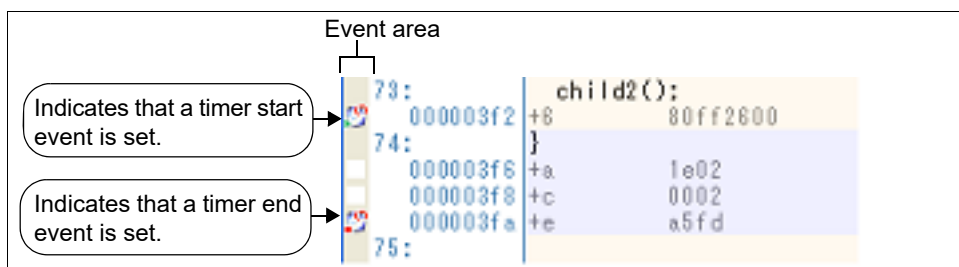 Event area
Indicates that a timer start
event is set.
Indicates that a timer end
event is set.
73: child2();
000003f2 +6 80ff2600
74: }
000003f6 +a 1e02
000003f8 +c 0002
000003fa +e a5fd
75: